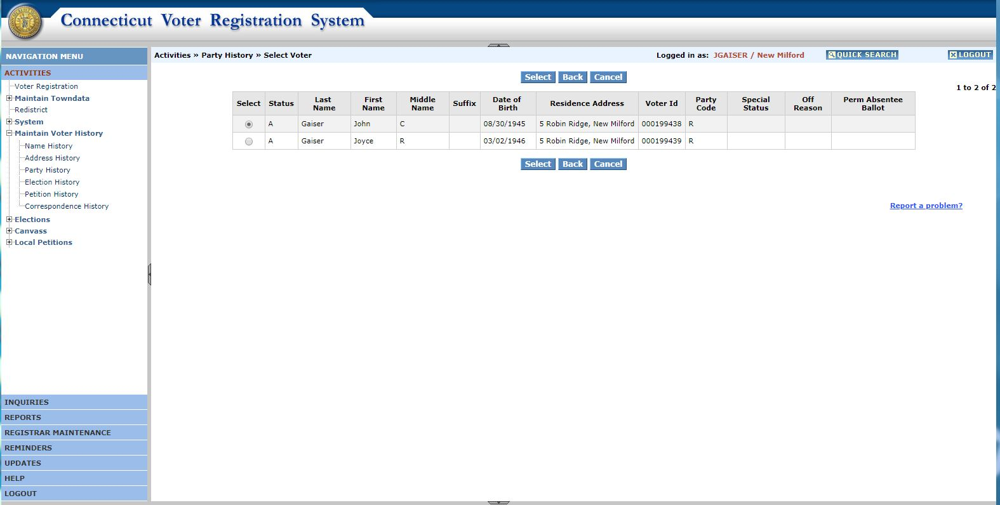 Connecticut Voter Registration System
NAVIGATION MENU
ACTIVITIES
Voter Registration
Maintain Towndata
Redistrict
System
Maintain Voter History
Name History
Address History
Party History
Election History
Petition History
Correspondence History
Elections
Canvass
Local Petitions
INQUIRIES
REPORTS
REGISTRAR MAINTENANCE
REMINDERS
UPDATES
HELP
LOGOUT
Activities » Party History » Select Voter
Logged in as: JGAISER / New Milford
QUICK SEARCH
LOGOUT
Select Back Cancel
1 to 2 of 2
Select Status Last Name First Name Middle Name Suffix Date of Birth Residence Address Voter Id Party Code Special Status Off Reason Perm Absentee Ballot
A Gaiser John C 08/30/1945 5 Robin Ridge, New Milford 000199438 R
A Gaiser Joyce R 03/02/1946 5 Robin Ridge, New Milford 000199439 R
Select Back Cancel
Report a problem?